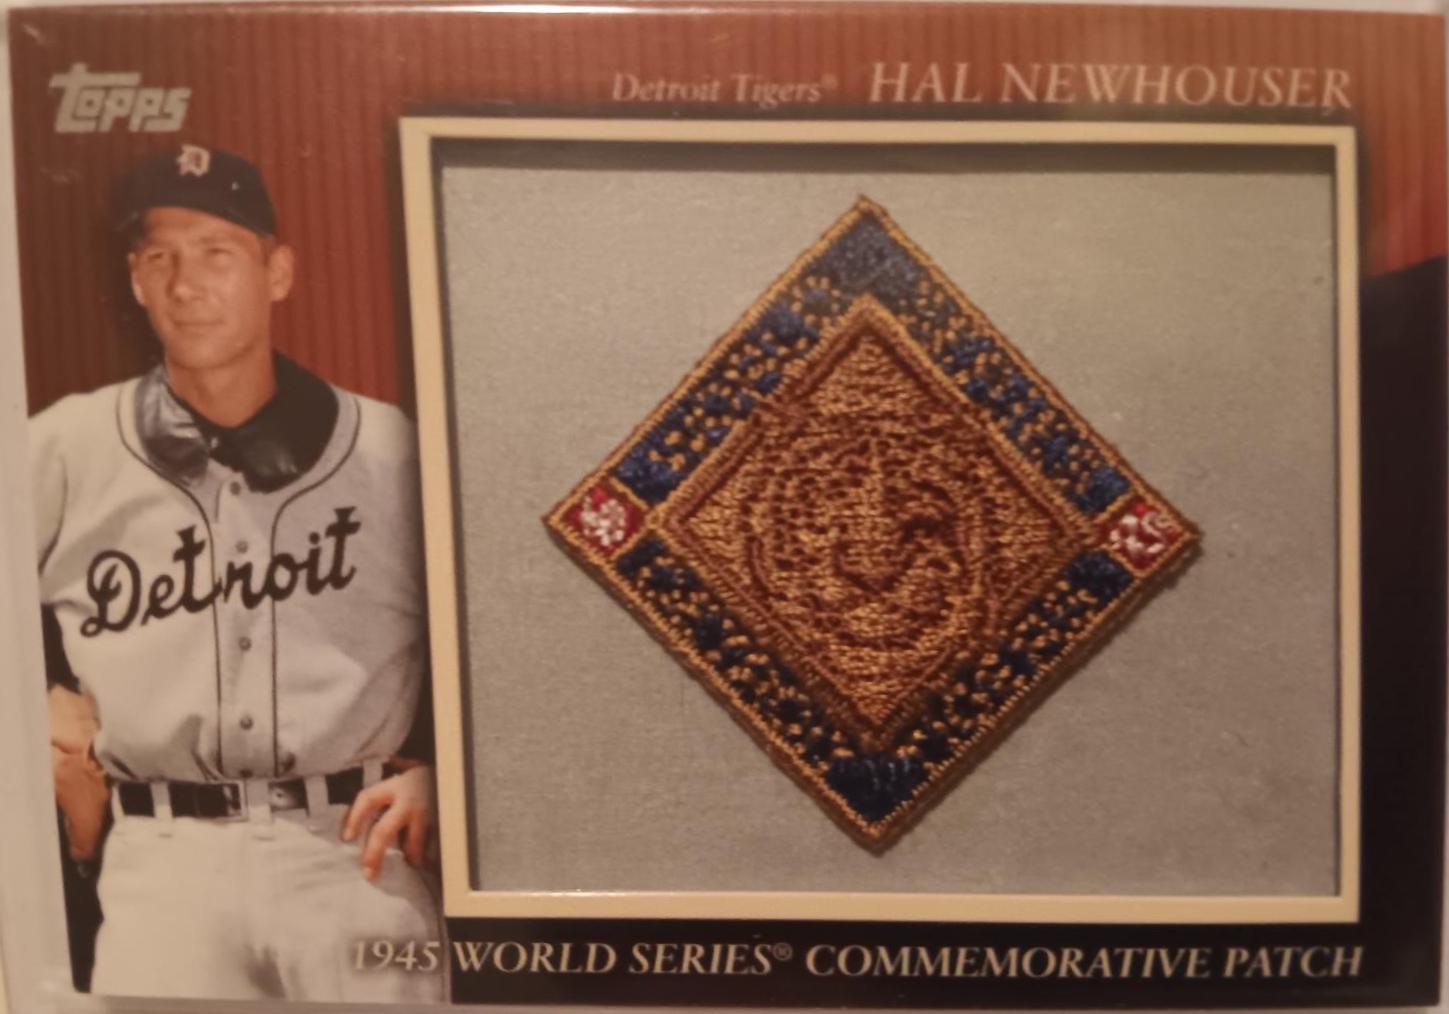 Topps
Detroit Tigers® HAL NEWHOUSER
D
Detroit
1945 WORLD SERIES® COMMEMORATIVE PATCH